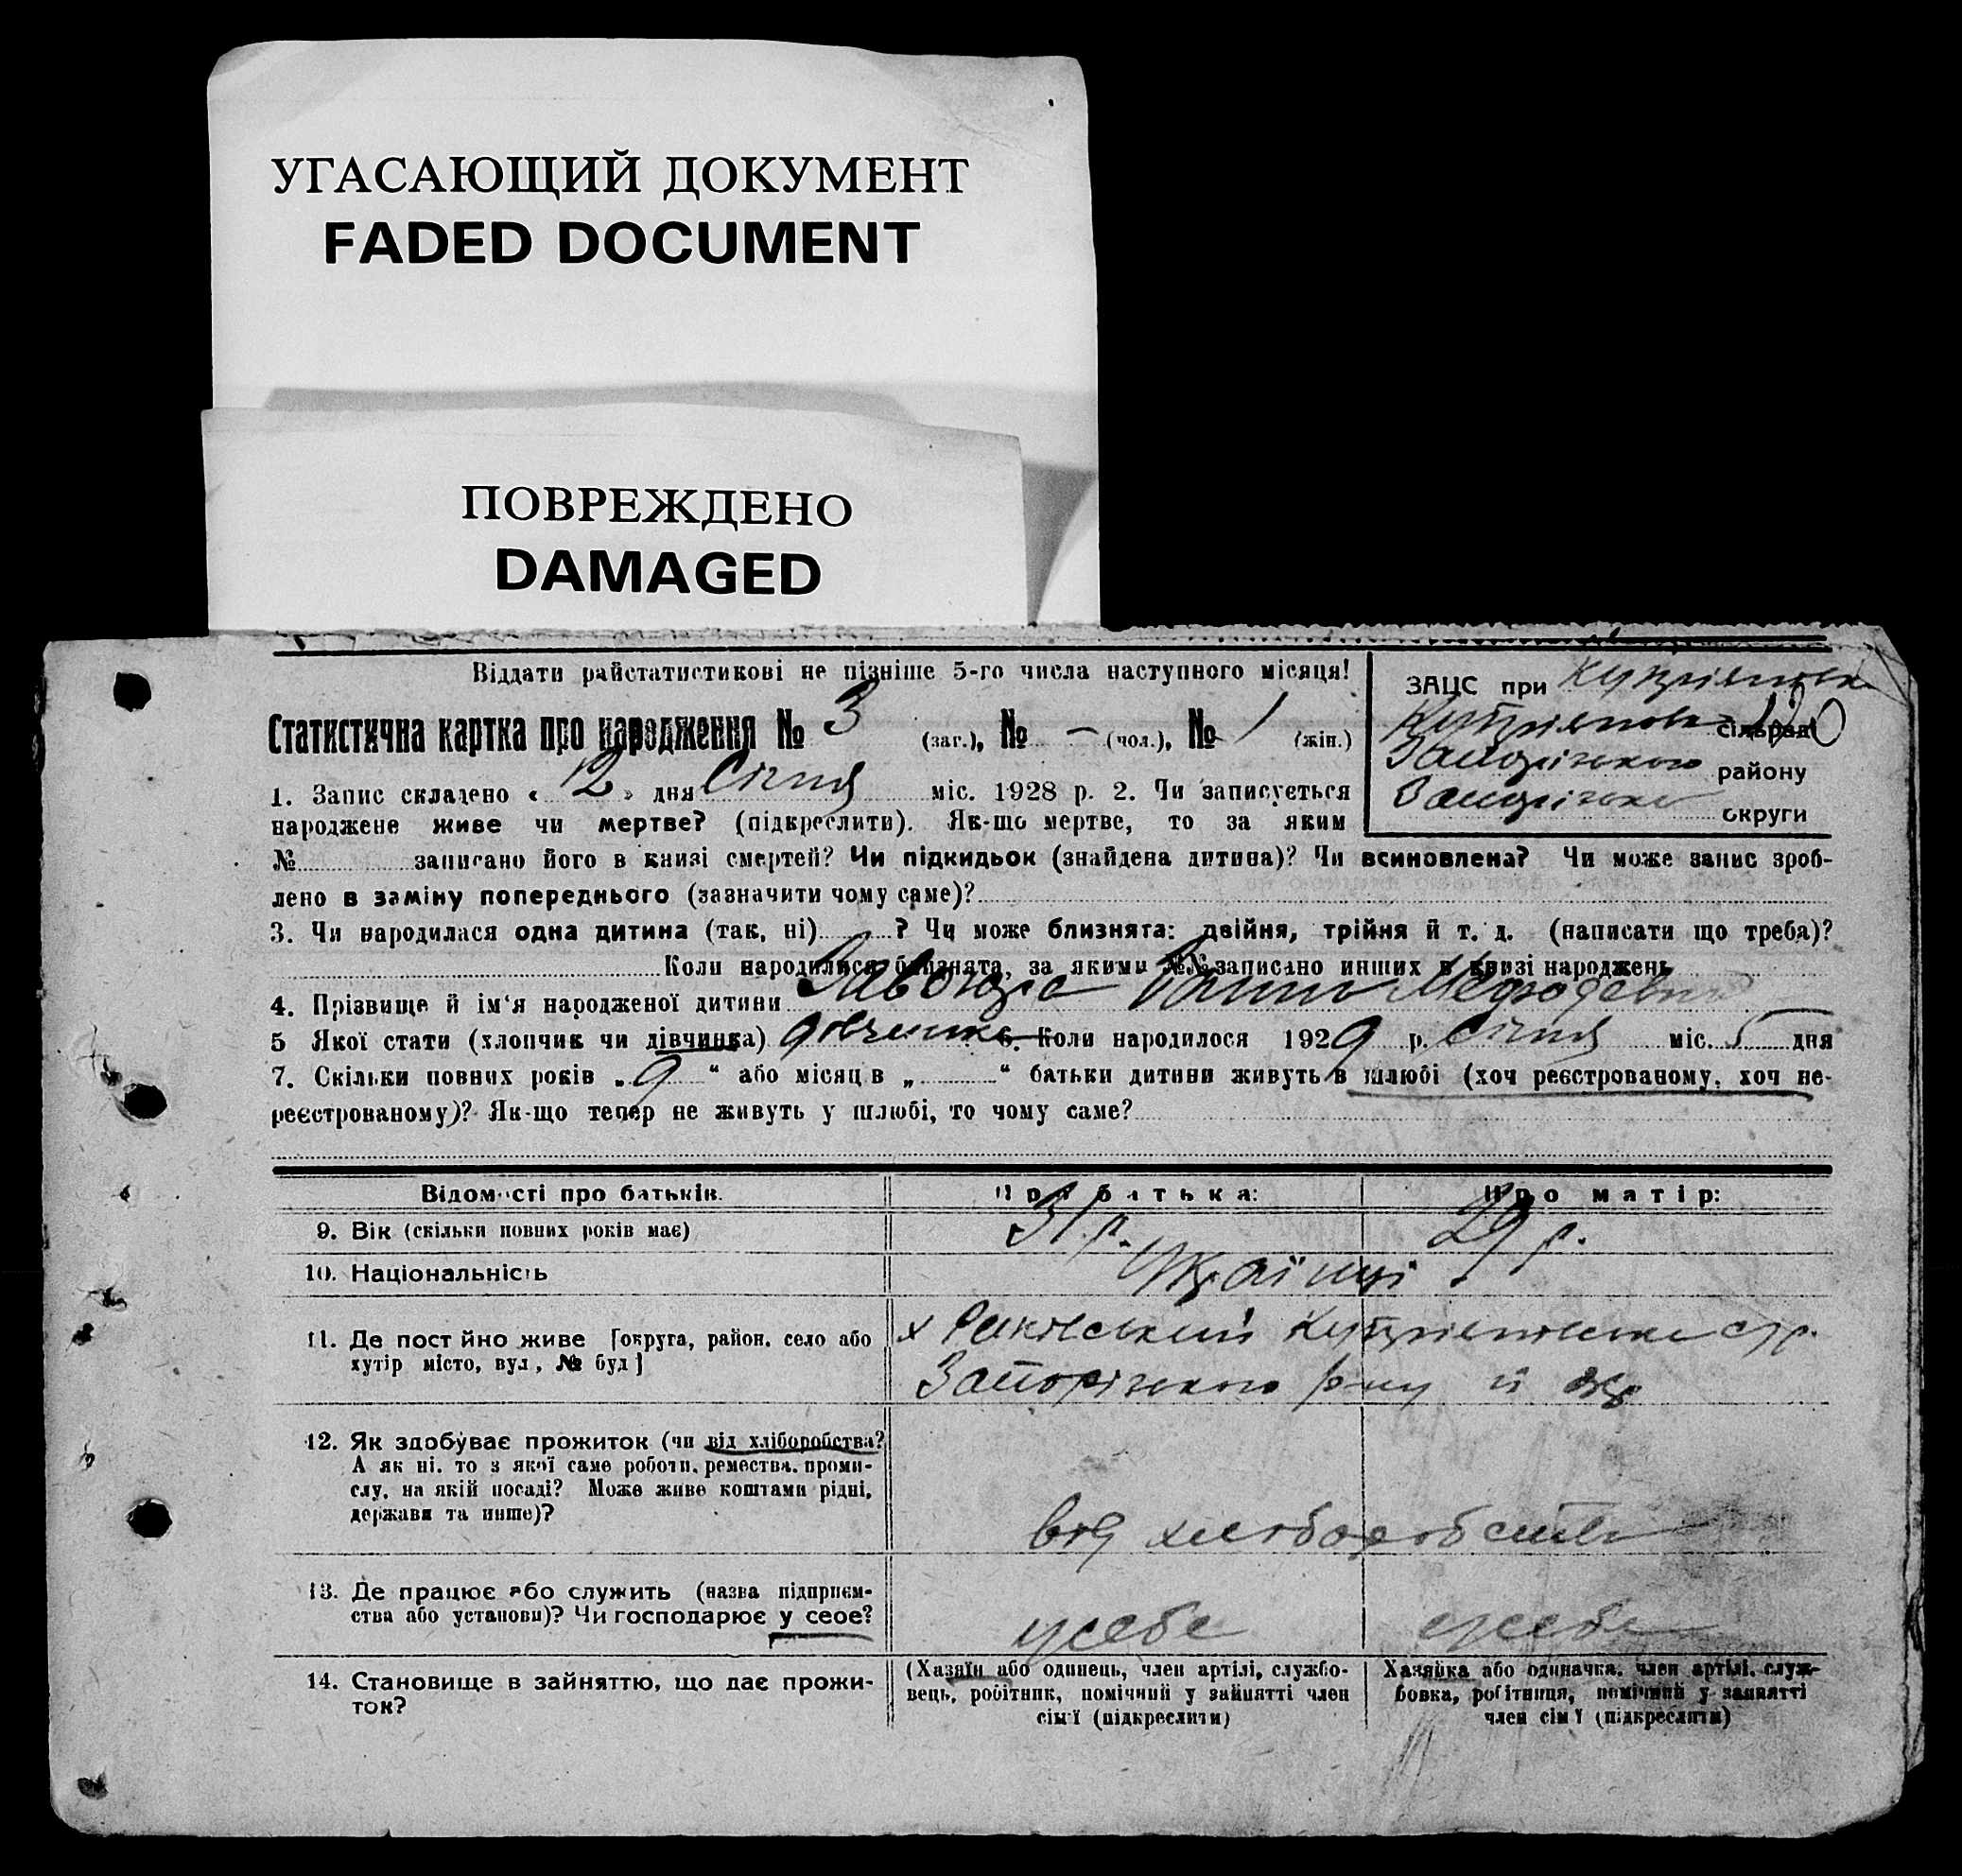 УГАСАЮЩИЙ ДОКУМЕНТ
FADED DOCUMENT
ПОВРЕЖДЕНО
DAMAGED
Віддати райстатистикові не пізніше 5-го числа наступного місяця!
ЗАЦС при
сільради
Запорізького району
Запорізької округи
120
Статистична картка про народження № 3 (заг.), № – (чол.), № 1 (жін.)
1. Запис складено « 12 » дня Січня міс. 1928 р. 2. Чи записується
народжене живе чи мертве? (підкреслити). Як-що мертве, то за яким
№ записано його в книзі смертей? Чи підкидьок (знайдена дитина)? Чи всиновлена? Чи може запис зроб-
лено в заміну попереднього (зазначити чому саме)?
3. Чи народилася одна дитина (так, ні) ? Чи може близнята: двійня, трійня й т. д. (написати що треба)?
Коли народилися близнята, за якими №№ записано инших в книзі народжень
4. Прізвище й ім‘я народженої дитини
5 Якої стати (хлопчик чи дівчинка) дівчинка 6. Коли народилося 1929 р. Січня міс. 5 дня
7. Скільки повних років „ 9 “ або місяців „ “ батьки дитини живуть в шлюбі (хоч реєстрованому, хоч не-
реєстрованому)? Як-що тепер не живуть у шлюбі, то чому саме?
Відомості про батьків. Про батька: Про матір:
9. Вік (скільки повних років має) 31 р. 29 р.
10. Національність Українці
11. Де постійно живе [округа, район, село або
хутір місто, вул, № буд]
х
Запорізького р-ну й окр
12. Як здобуває прожиток (чи від хліборобства?
А як ні, то з якої саме роботи, ремества, проми-
слу, на якій посаді? Може живе коштами рідні,
держави та инше)?
від хліборобства
13. Де працює або служить (назва підприєм-
ства або установи)? Чи господарює у себе?
у себе у себе
14. Становище в зайняттю, що дає прожи-
ток?
(Хазяїн або одинець, член артілі, службо-
вець, робітник, помічний у зайнятті член
сім'ї (підкреслити)
Хазяйка або одиначка, член артілі, служ-
бовка, робітниця, помічний у зайнятті
член сім'ї (підкреслити)